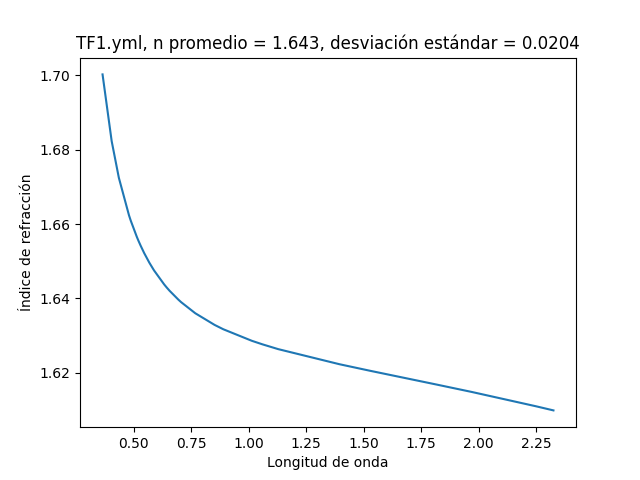 TF1.yml, n promedio = 1.643, desviación estándar = 0.0204
1.70
1.68
1.66
1.64
1.62
Índice de refracción
0.50 0.75 1.00 1.25 1.50 1.75 2.00 2.25
Longitud de onda